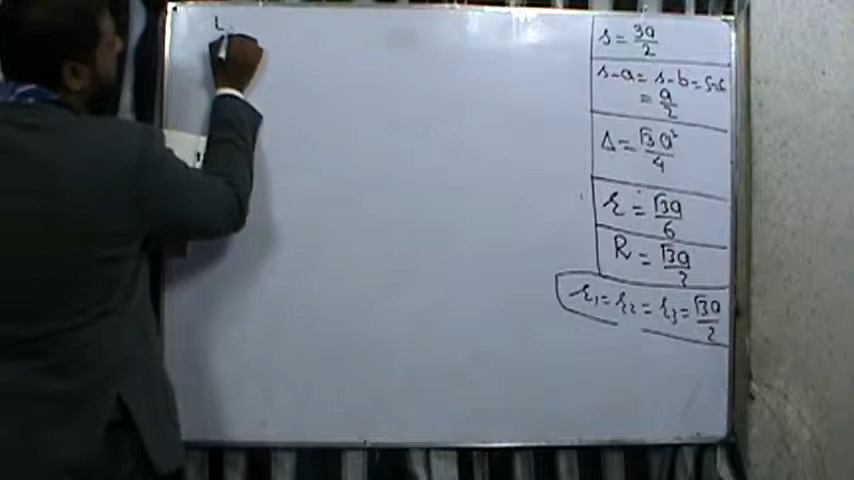 L
s = 3a/2
s-a = s-b = s-c
= a/2
Δ = √3a²/4
r = √3a/6
R = √3a/3
r₁ = r₂ = r₃ = √3a/2